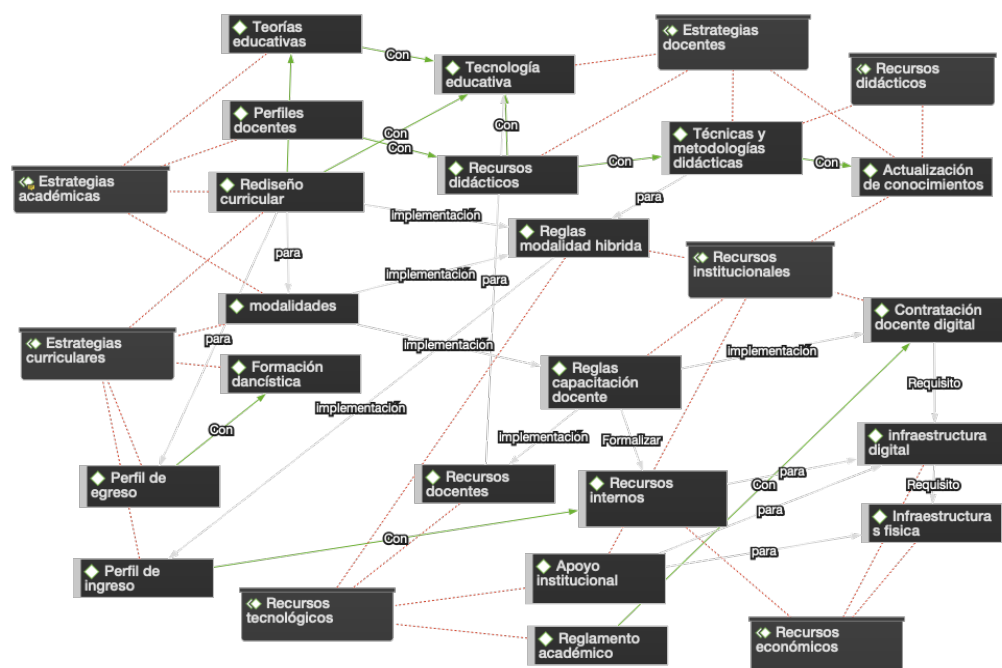 Teorías
educativas
Con
Tecnología
educativa
Estrategias
docentes
Recursos
didácticos
Perfiles
docentes
Con
Con
Con
Técnicas y
metodologías
didácticas
Con
Con
Recursos
didácticos
Actualización
de conocimientos
Estrategias
académicas
Rediseño
curricular
implementación
para
Reglas
modalidad hibrida
Recursos
institucionales
para
implementación
para
modalidades
Contratación
docente digital
Estrategias
curriculares
para
Implementación
Implementación
Formación
dancística
Reglas
capacitación
docente
Requisito
implementación
Con
Implementación
Formalizar
infraestructura
digital
Perfil de
egreso
Recursos
docentes
Recursos
internos
para
Con
Requisito
para
Infraestructura
s fisica
Con
para
Perfil de
ingreso
Apoyo
institucional
Recursos
tecnológicos
Reglamento
académico
Recursos
económicos